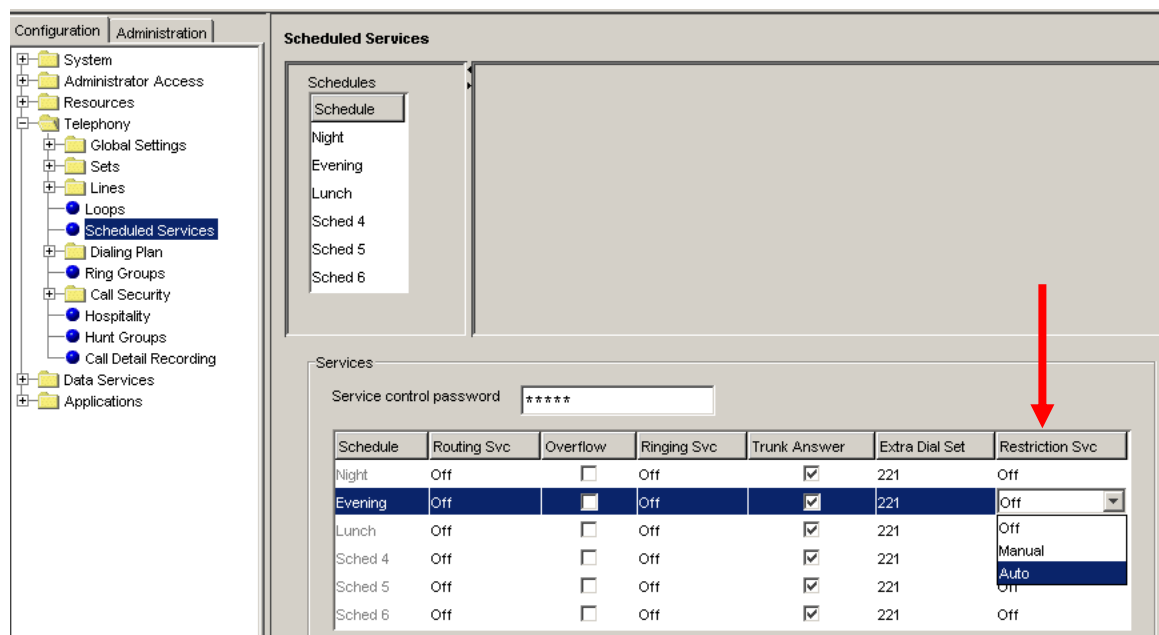 Configuration Administration
System
Administrator Access
Resources
Telephony
Global Settings
Sets
Lines
Loops
Scheduled Services
Dialing Plan
Ring Groups
Call Security
Hospitality
Hunt Groups
Call Detail Recording
Data Services
Applications
Scheduled Services
Schedules
Schedule
Night
Evening
Lunch
Sched 4
Sched 5
Sched 6
Services
Service control password *****
Schedule Routing Svc Overflow Ringing Svc Trunk Answer Extra Dial Set Restriction Svc
Night Off Off 221 Off
Evening Off Off 221 Off
Off
Manual
Auto
Lunch Off Off 221
Sched 4 Off Off 221
Sched 5 Off Off 221 Off
Sched 6 Off Off 221 Off